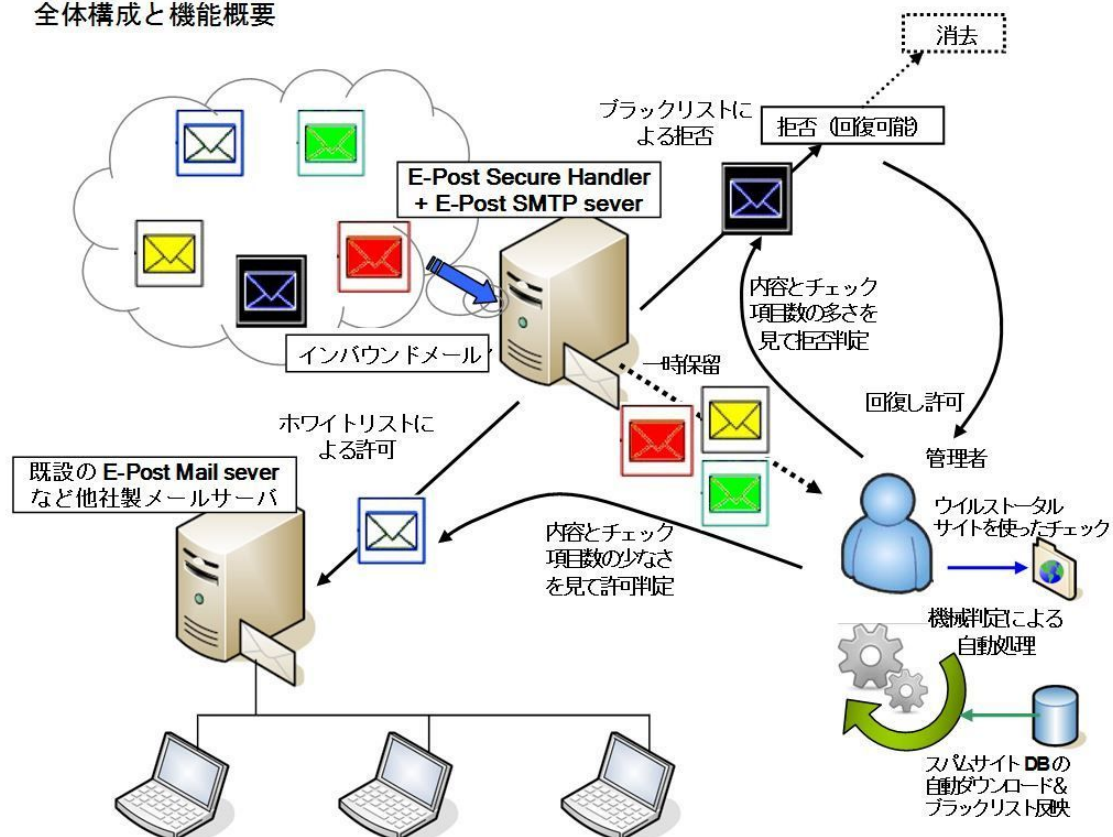 全体構成と機能概要
消去
ブラックリストに
よる拒否
拒否（回復可能）
E-Post Secure Handler
+ E-Post SMTP sever
内容とチェック
項目数の多さを
見て拒否判定
インバウンドメール
一時保留
回復し許可
ホワイトリストに
よる許可
管理者
既設の E-Post Mail sever
など他社製メールサーバ
ウイルストータル
サイトを使ったチェック
内容とチェック
項目数の少なさ
を見て許可判定
機械判定による
自動処理
スパムサイト DB の
自動ダウンロード&
ブラックリスト反映